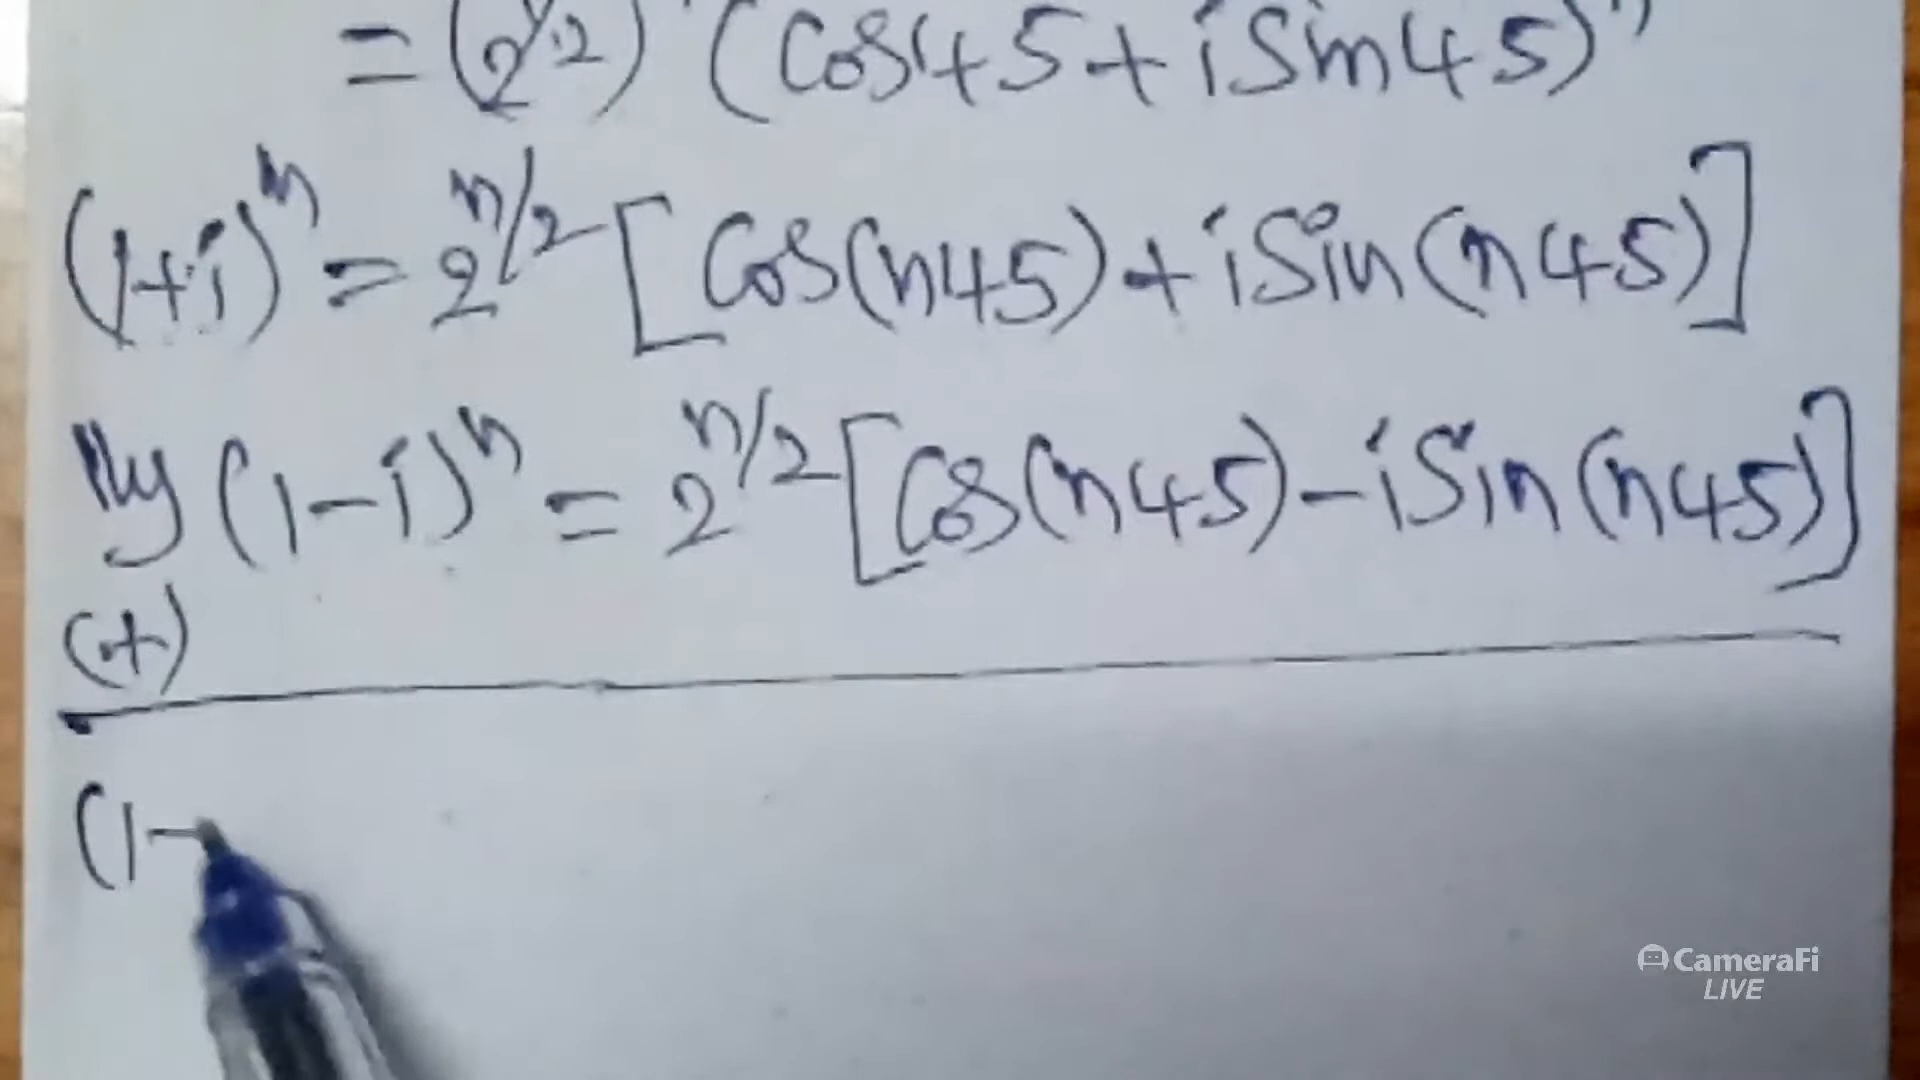 = (2^1/2) (Cos45+iSin45)^n
(1+i)^n = 2^n/2 [Cos(n45)+iSin(n45)]
llly (1-i)^n = 2^n/2 [Cos(n45)-iSin(n45)]
(+)
(1-
CameraFi
LIVE